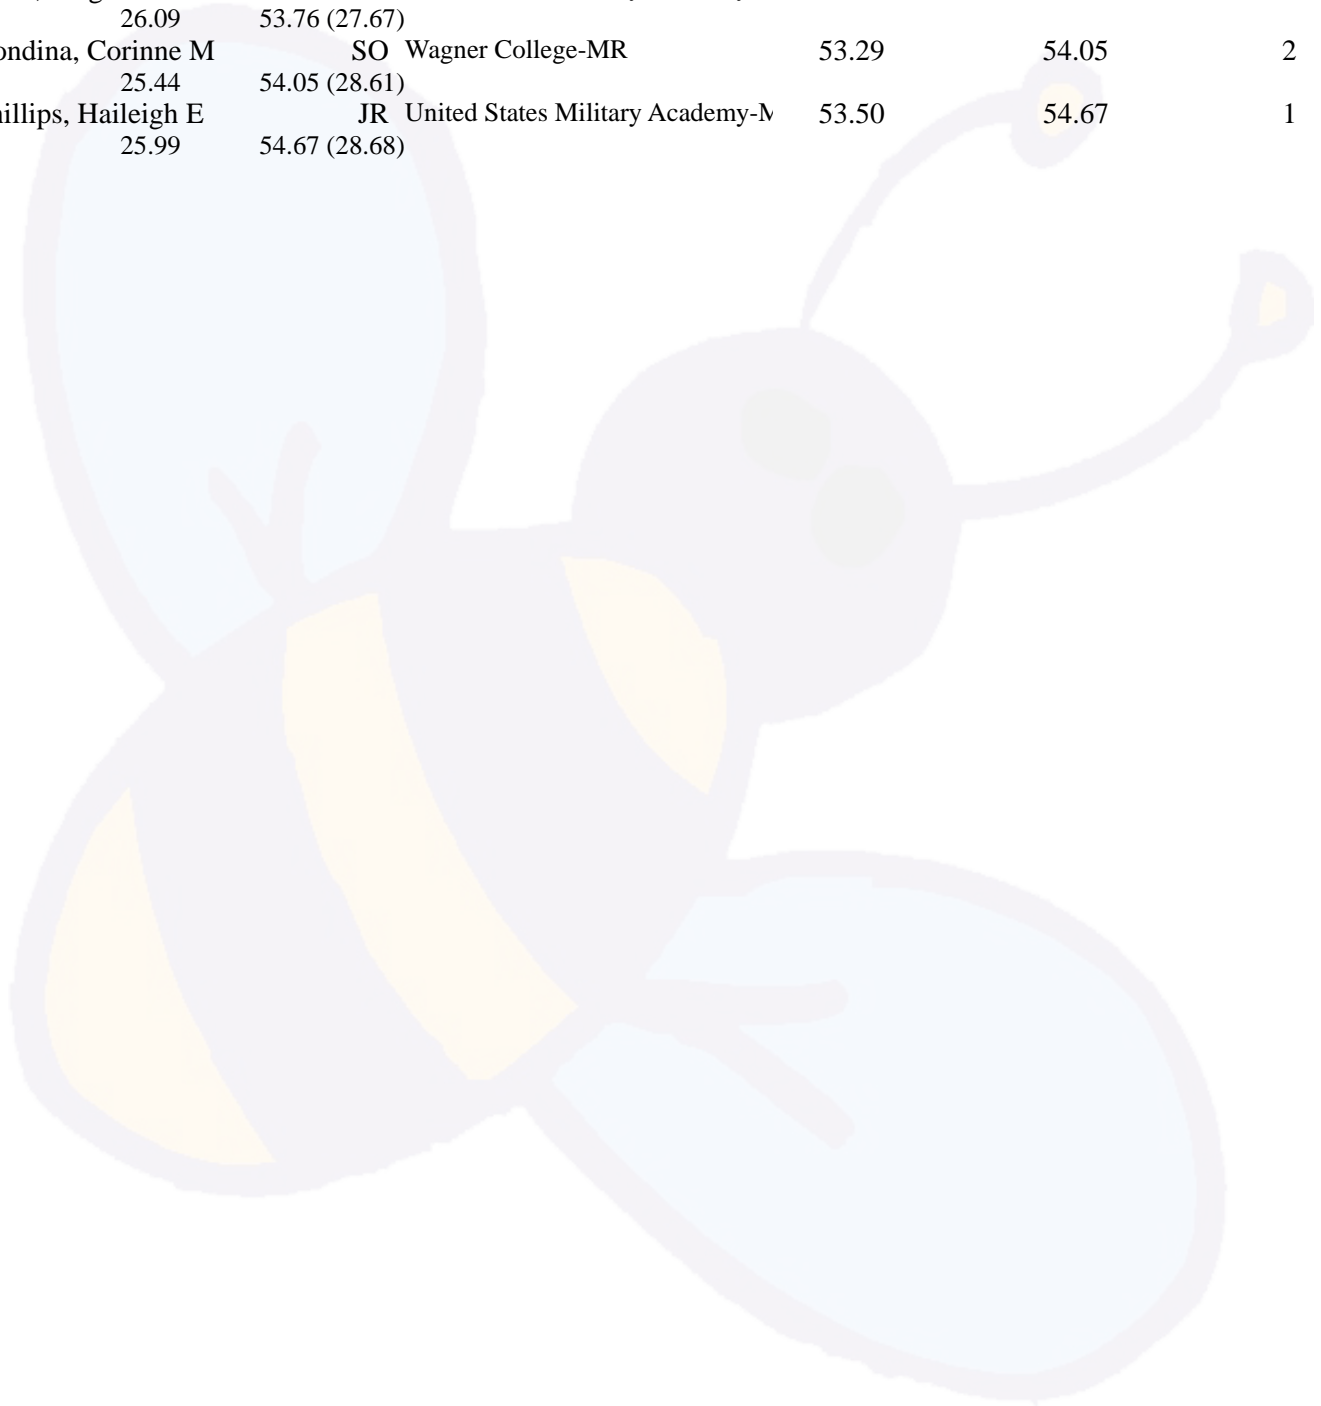 26.09 53.76 (27.67)
ondina, Corinne M SO Wagner College-MR 53.29 54.05 2
25.44 54.05 (28.61)
illips, Haileigh E JR United States Military Academy-M 53.50 54.67 1
25.99 54.67 (28.68)